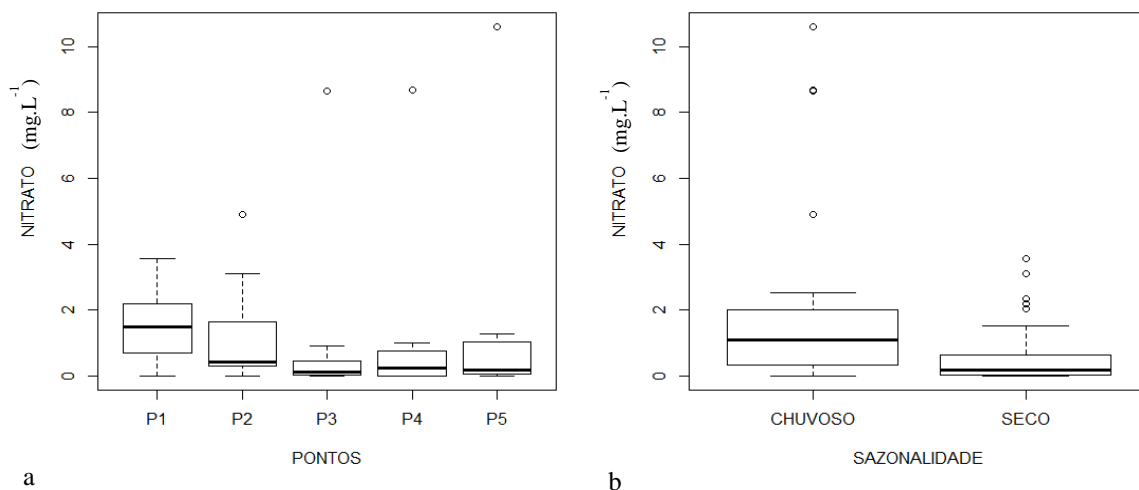 NITRATO (mg.L⁻¹)
10
8
6
4
2
0
P1 P2 P3 P4 P5
PONTOS
a
NITRATO (mg.L⁻¹)
10
8
6
4
2
0
CHUVOSO SECO
SAZONALIDADE
b